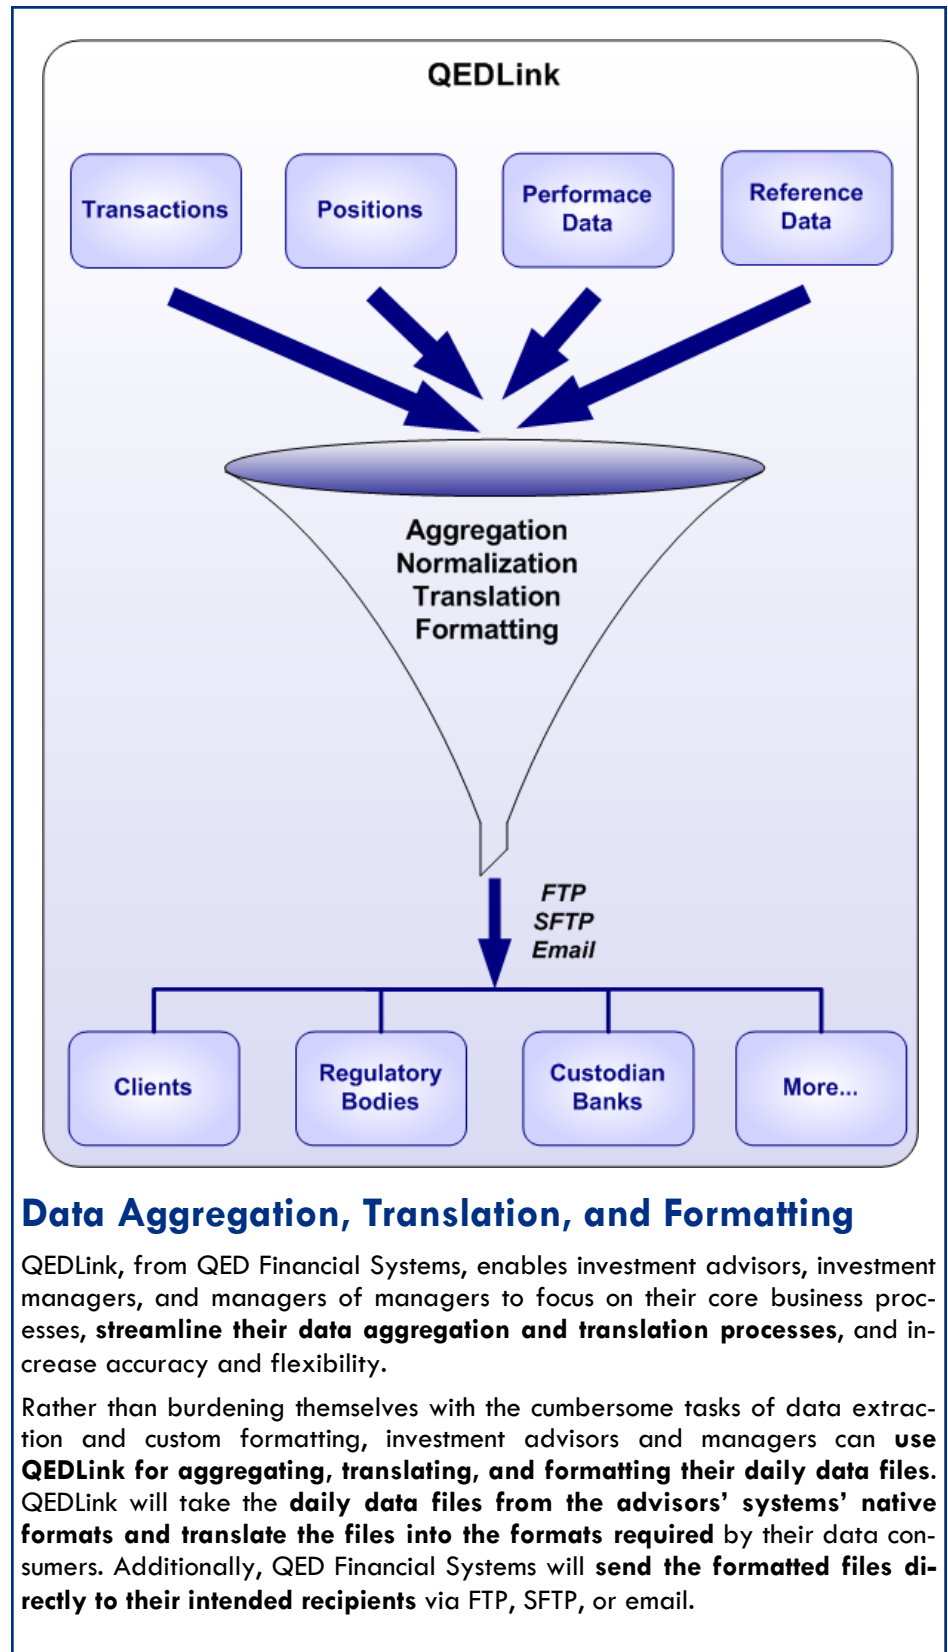 QEDLink
Transactions
Positions
Performace
Data
Reference
Data
Aggregation
Normalization
Translation
Formatting
FTP
SFTP
Email
Clients
Regulatory
Bodies
Custodian
Banks
More...
Data Aggregation, Translation, and Formatting
QEDLink, from QED Financial Systems, enables investment advisors, investment
managers, and managers of managers to focus on their core business proc-
esses, streamline their data aggregation and translation processes, and in-
crease accuracy and flexibility.
Rather than burdening themselves with the cumbersome tasks of data extrac-
tion and custom formatting, investment advisors and managers can use
QEDLink for aggregating, translating, and formatting their daily data files.
QEDLink will take the daily data files from the advisors’ systems’ native
formats and translate the files into the formats required by their data con-
sumers. Additionally, QED Financial Systems will send the formatted files di-
rectly to their intended recipients via FTP, SFTP, or email.